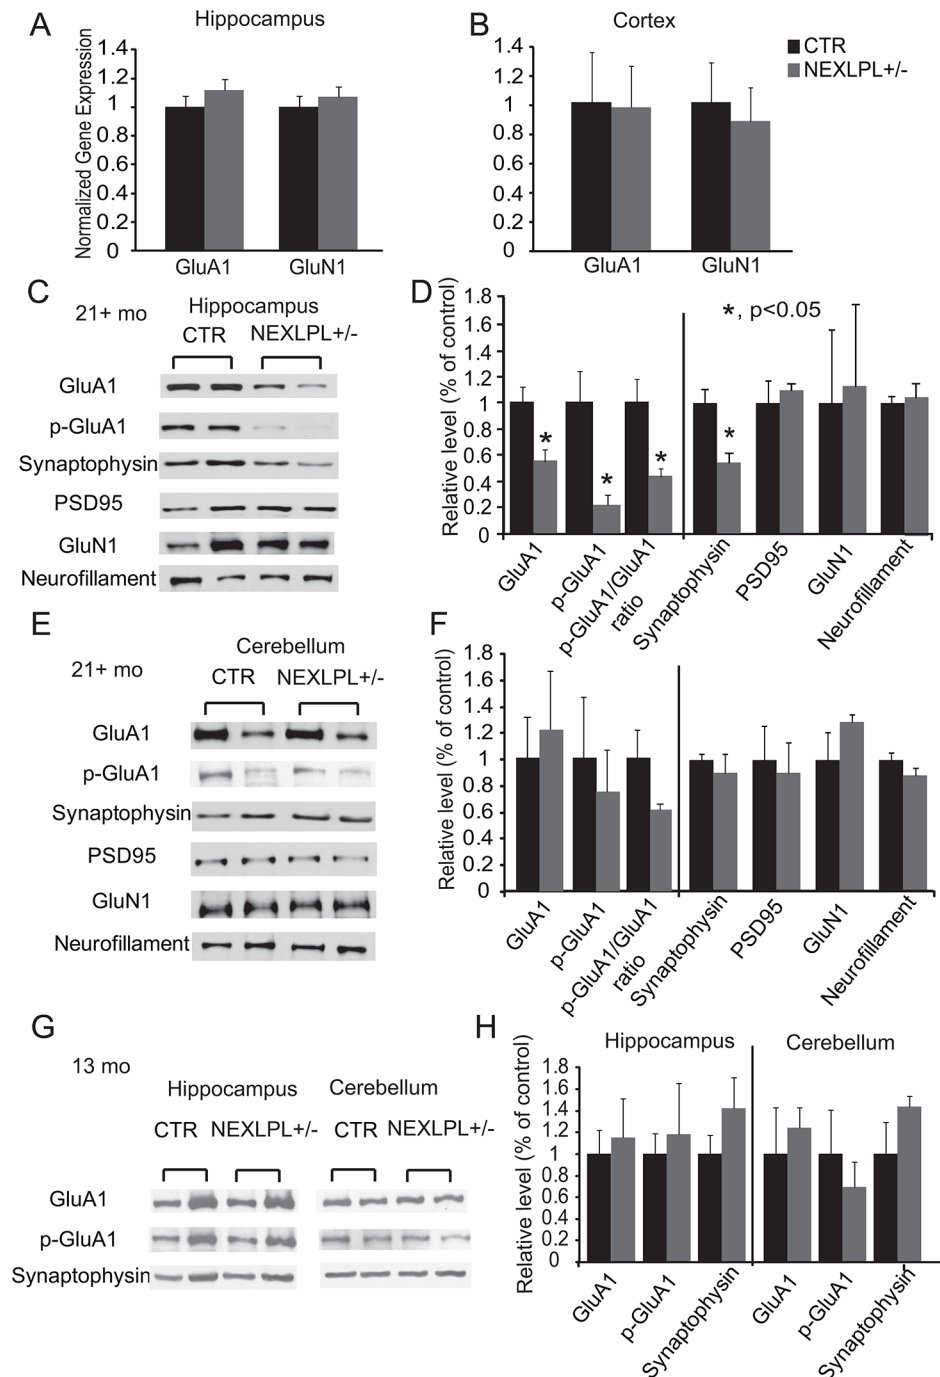 A
Hippocampus
Normalized Gene Expression
1.4
1.2
1
0.8
0.6
0.4
0.2
0
GluA1
GluN1
B
Cortex
1.4
1.2
1
0.8
0.6
0.4
0.2
0
GluA1
GluN1
CTR
NEXLPL+/-
C
21+ mo
Hippocampus
CTR
NEXLPL+/-
GluA1
p-GluA1
Synaptophysin
PSD95
GluN1
Neurofillament
D
Relative level (% of control)
1.8
1.6
1.4
1.2
1
0.8
0.6
0.4
0.2
0
*, p<0.05
*
*
*
*
GluA1
p-GluA1
p-GluA1/GluA1
ratio
Synaptophysin
PSD95
GluN1
Neurofillament
E
21+ mo
Cerebellum
CTR
NEXLPL+/-
GluA1
p-GluA1
Synaptophysin
PSD95
GluN1
Neurofillament
F
Relative level (% of control)
1.8
1.6
1.4
1.2
1
0.8
0.6
0.4
0.2
0
GluA1
p-GluA1
p-GluA1/GluA1
ratio
Synaptophysin
PSD95
GluN1
Neurofillament
G
13 mo
Hippocampus
Cerebellum
CTR NEXLPL+/-
CTR NEXLPL+/-
GluA1
p-GluA1
Synaptophysin
H
Hippocampus
Cerebellum
Relative level (% of control)
1.8
1.4
1.4
1.2
1
0.8
0.6
0.4
0.2
0
GluA1
p-GluA1
Synaptophysin
GluA1
p-GluA1
Synaptophysin